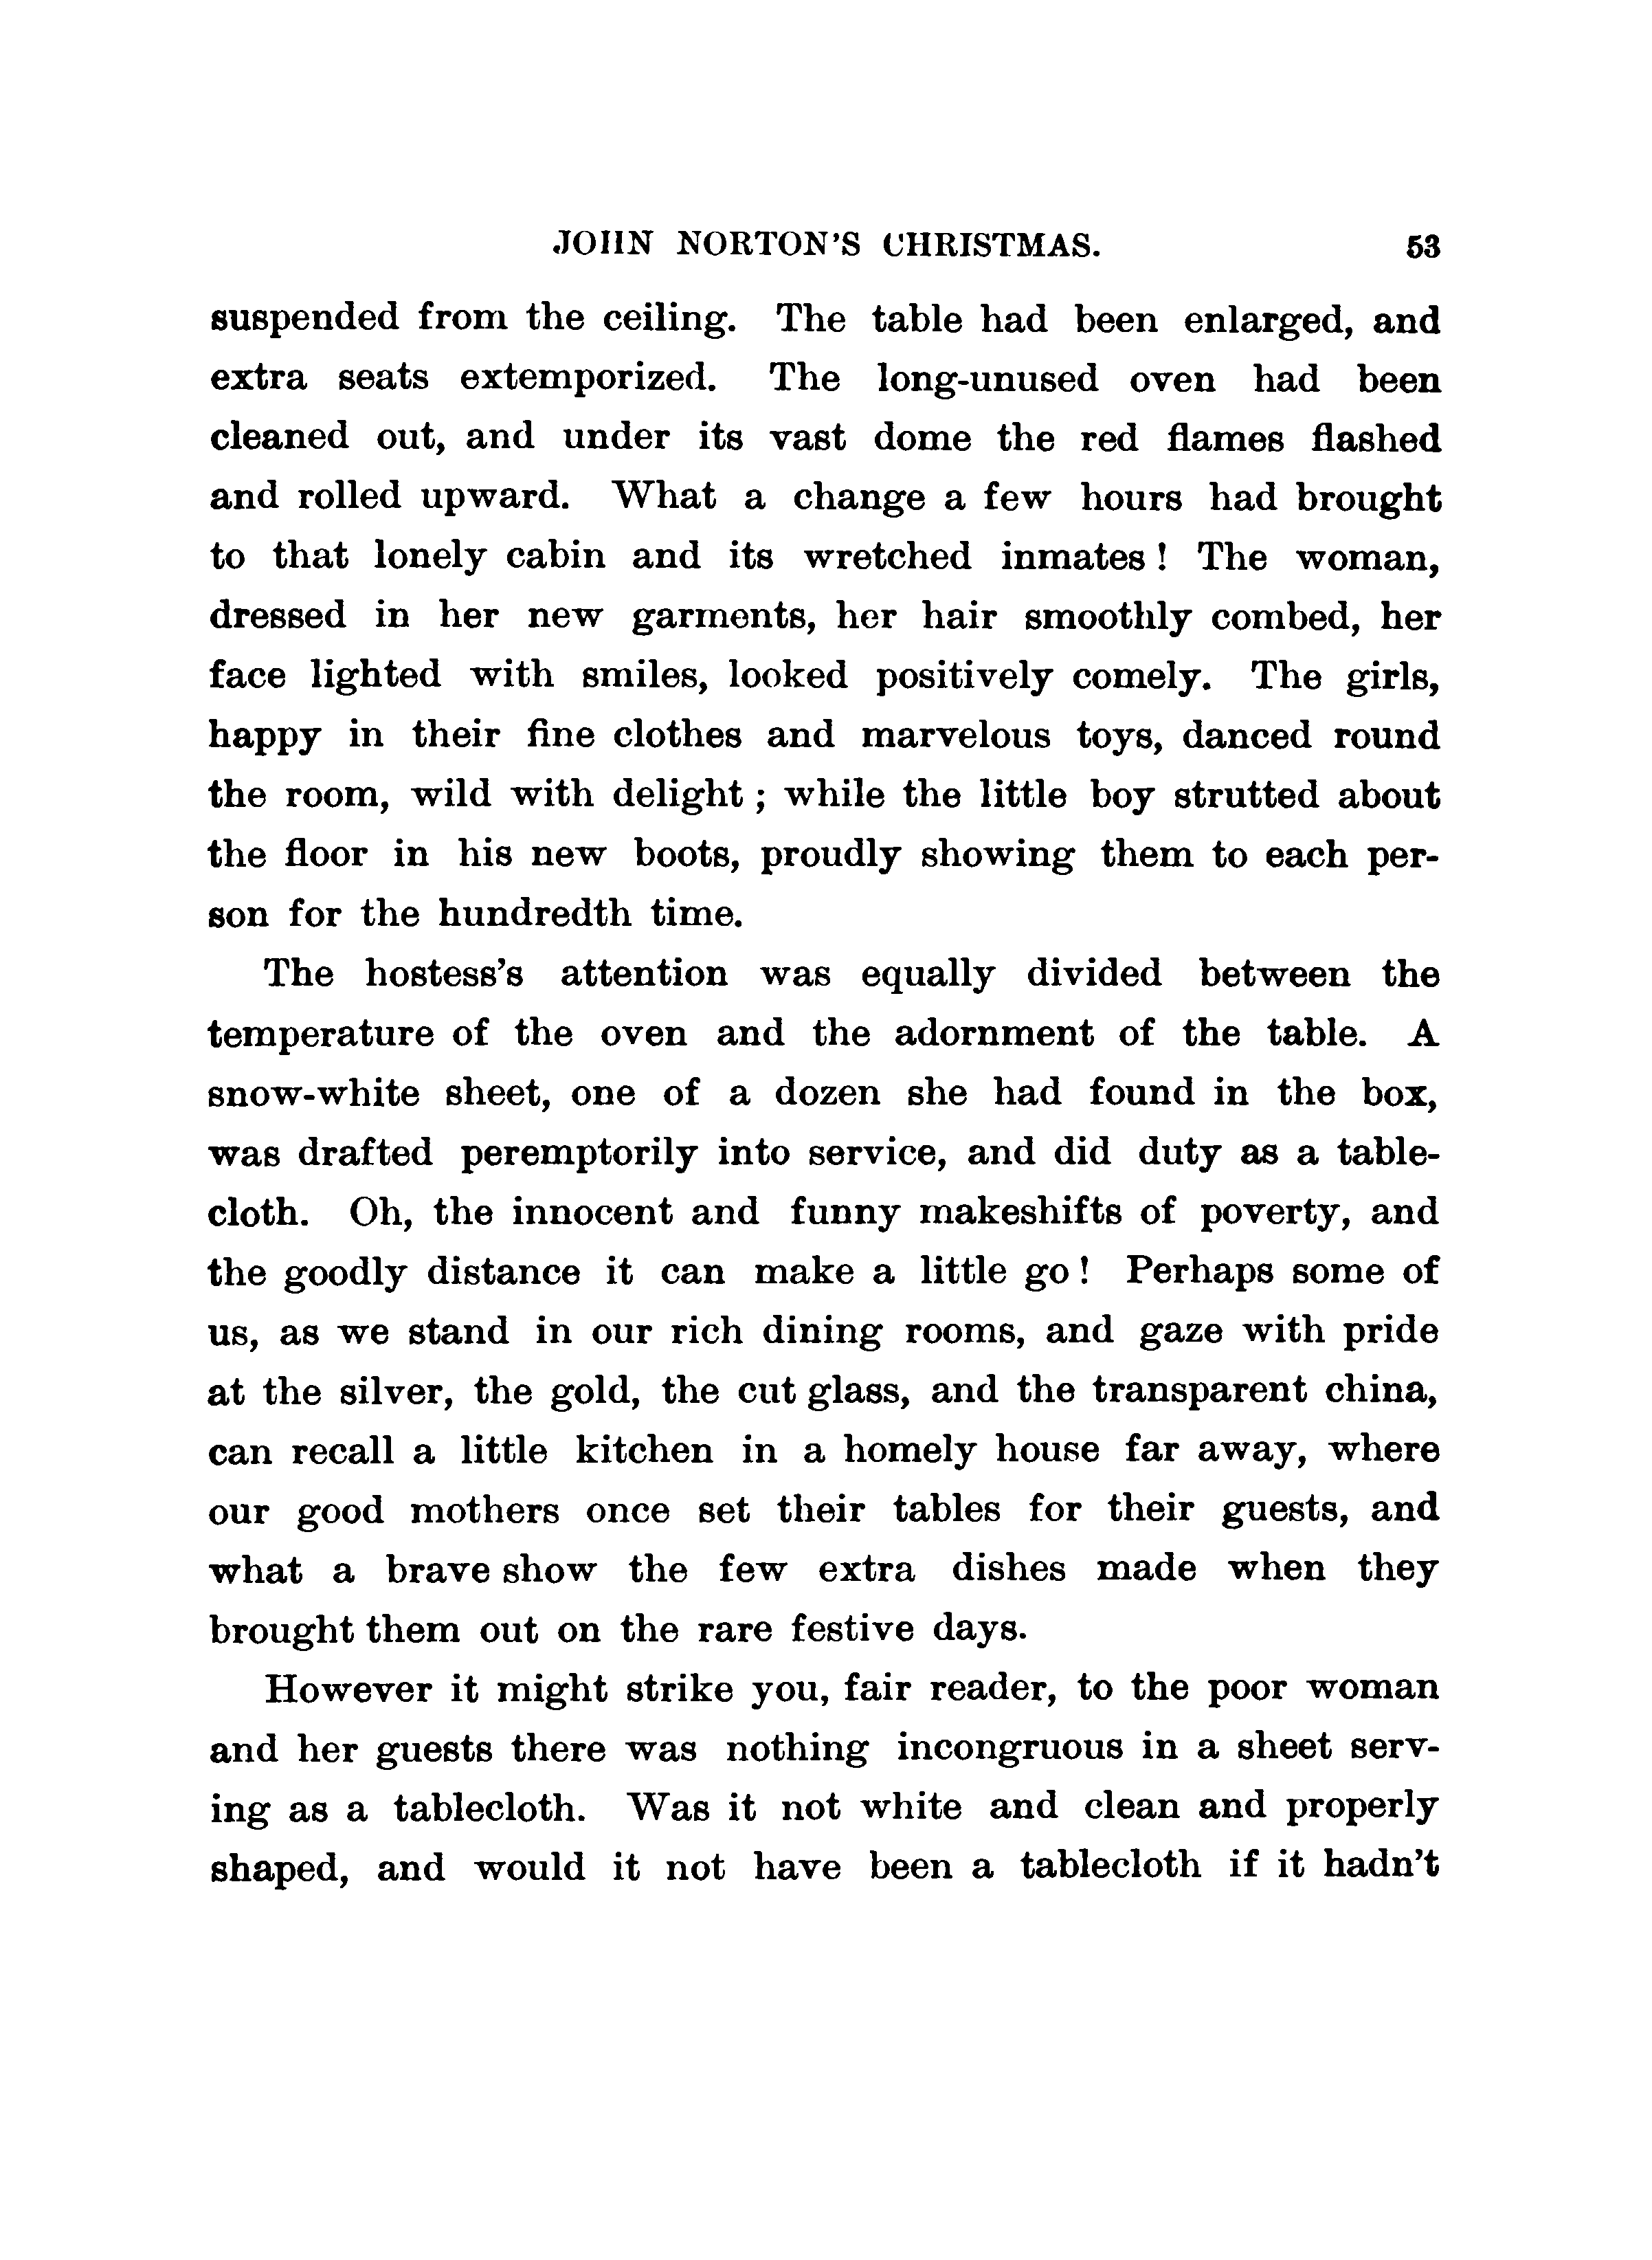 JOHN NORTON'S CHRISTMAS. 53
suspended from the ceiling. The table had been enlarged, and
extra seats extemporized. The long-unused oven had been
cleaned out, and under its vast dome the red flames flashed
and rolled upward. What a change a few hours had brought
to that lonely cabin and its wretched inmates! The woman,
dressed in her new garments, her hair smoothly combed, her
face lighted with smiles, looked positively comely. The girls,
happy in their fine clothes and marvelous toys, danced round
the room, wild with delight; while the little boy strutted about
the floor in his new boots, proudly showing them to each per-
son for the hundredth time.
The hostess's attention was equally divided between the
temperature of the oven and the adornment of the table. A
snow-white sheet, one of a dozen she had found in the box,
was drafted peremptorily into service, and did duty as a table-
cloth. Oh, the innocent and funny makeshifts of poverty, and
the goodly distance it can make a little go! Perhaps some of
us, as we stand in our rich dining rooms, and gaze with pride
at the silver, the gold, the cut glass, and the transparent china,
can recall a little kitchen in a homely house far away, where
our good mothers once set their tables for their guests, and
what a brave show the few extra dishes made when they
brought them out on the rare festive days.
However it might strike you, fair reader, to the poor woman
and her guests there was nothing incongruous in a sheet serv-
ing as a tablecloth. Was it not white and clean and properly
shaped, and would it not have been a tablecloth if it hadn't